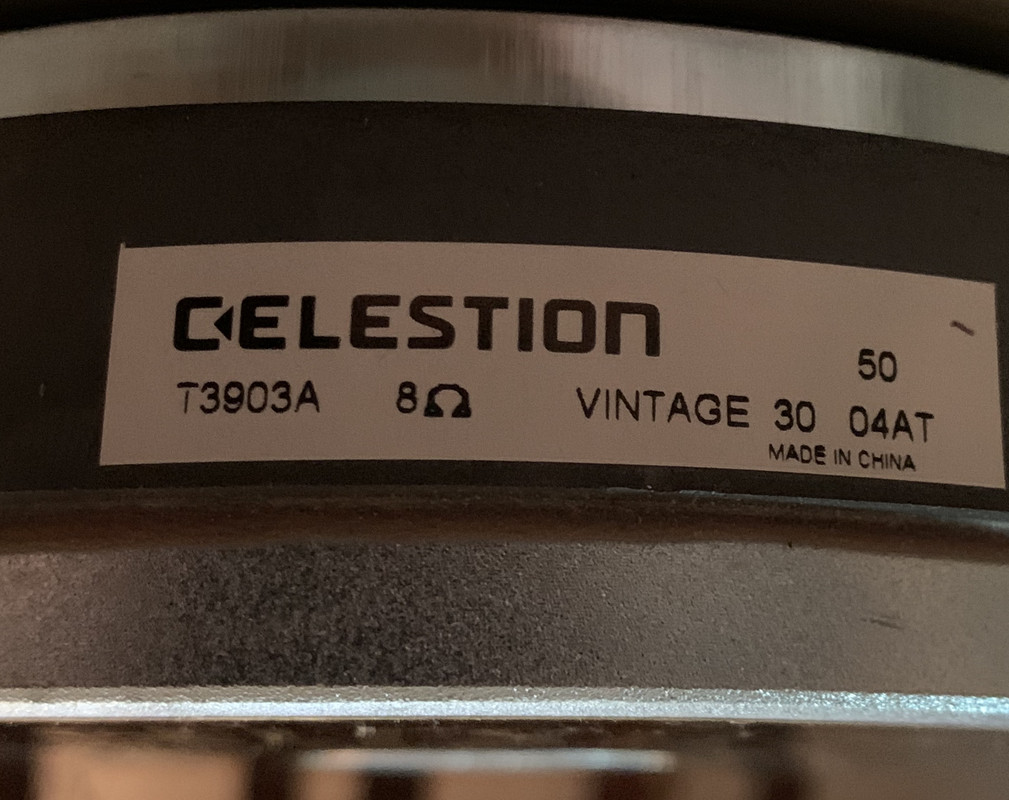 CELESTION
50
T3903A 8Ω VINTAGE 30 04AT
MADE IN CHINA